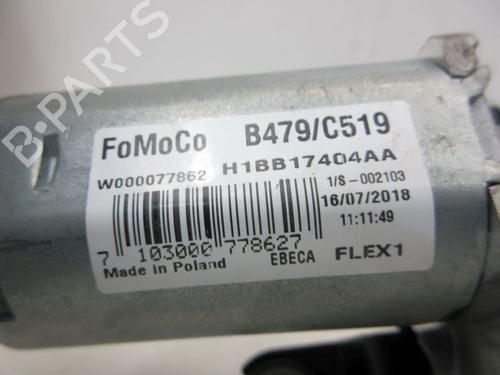 FoMoCo B479/C519
W000077862 H1BB17404AA
1/S-002103
16/07/2018
11:11:49
7 103000 778627
Made in Poland EBECA FLEX1
B-PARTS